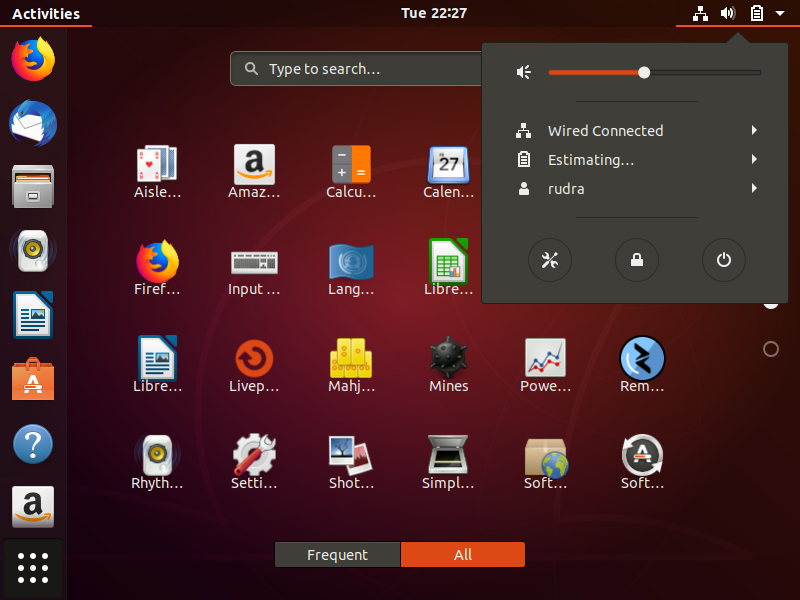 Activities
Tue 22:27
Type to search...
Wired Connected
Estimating...
rudra
Aisle...
Amaz...
Calcu...
27
Calen...
Firef...
Input ...
Lang...
Libre...
Libre...
Livep...
Mahj...
Mines
Powe...
Rem...
Rhyth...
Setti...
Shot...
Simpl...
Soft...
Soft...
Frequent
All